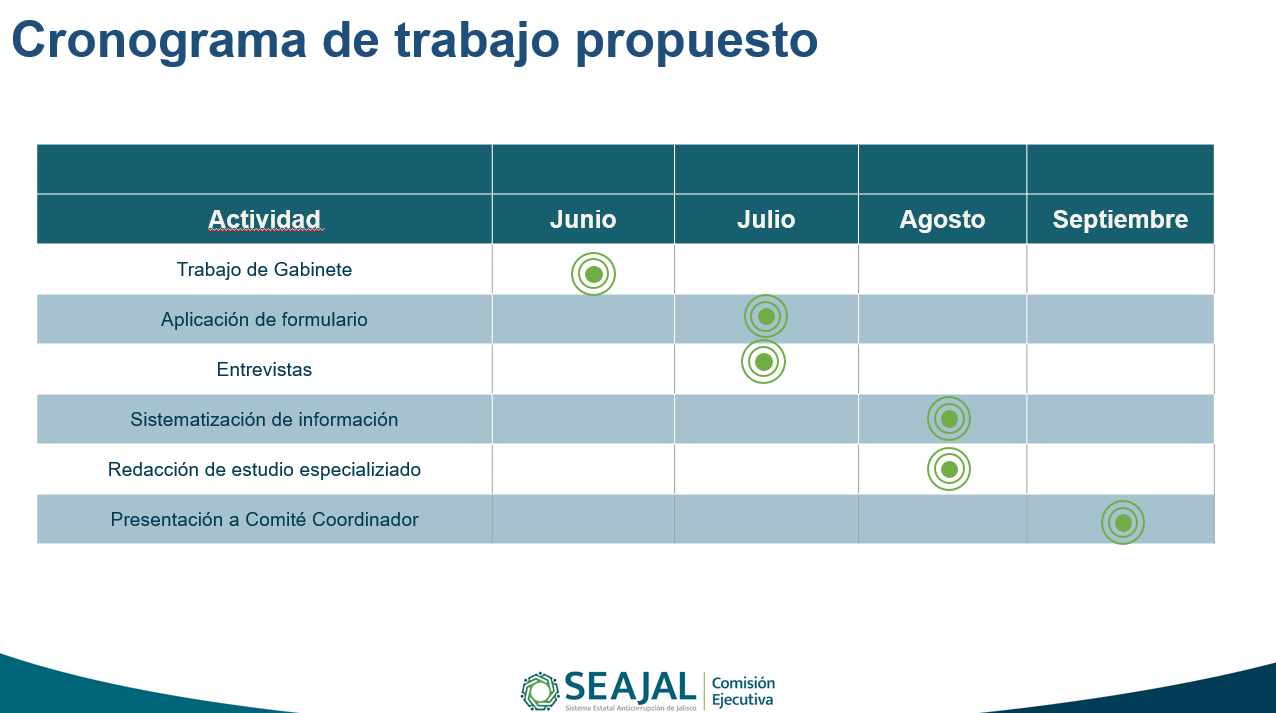 Cronograma de trabajo propuesto
Actividad Junio Julio Agosto Septiembre
Trabajo de Gabinete
Aplicación de formulario
Entrevistas
Sistematización de información
Redacción de estudio especializiado
Presentación a Comité Coordinador
SEAJAL
Sistema Estatal Anticorrupción de Jalisco
Comisión
Ejecutiva